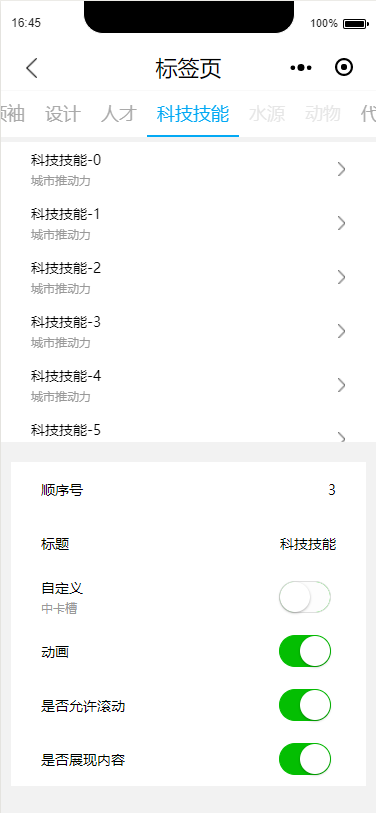 16:45 100%
标签页
领袖 设计 人才 科技技能 水源 动物 代
科技技能-0
城市推动力
科技技能-1
城市推动力
科技技能-2
城市推动力
科技技能-3
城市推动力
科技技能-4
城市推动力
科技技能-5
顺序号 3
标题 科技技能
自定义
中卡槽
动画
是否允许滚动
是否展现内容